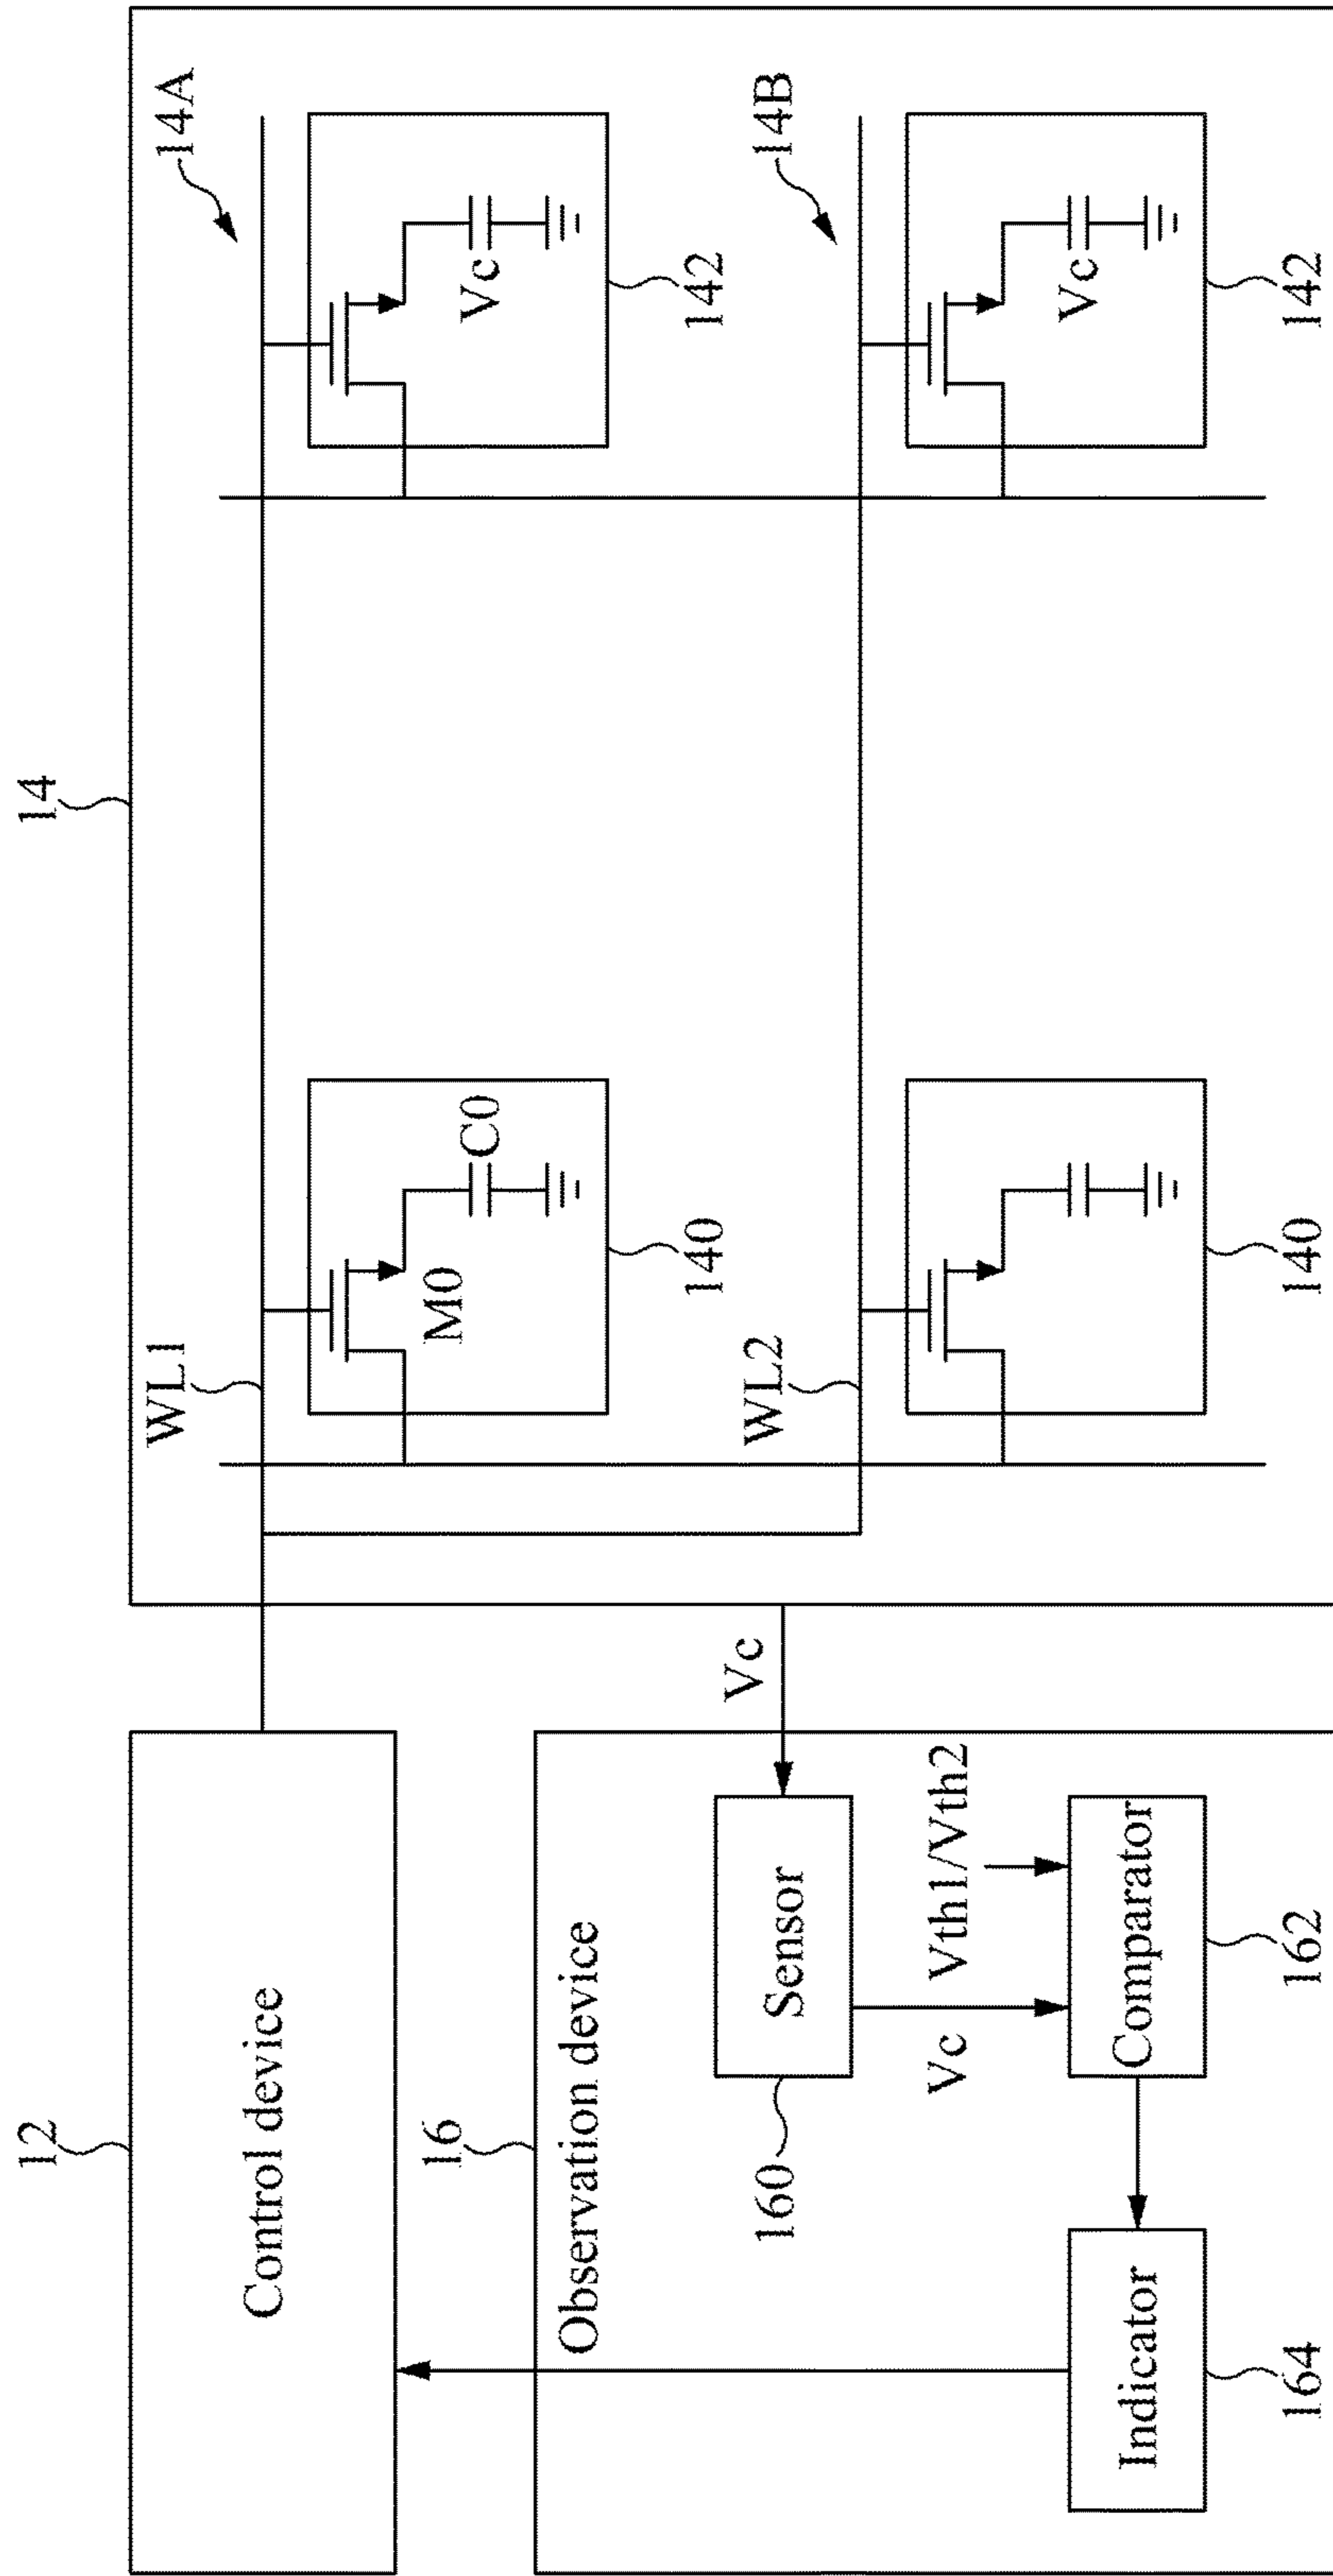 12
Control device
14
14A
WL1
M0
C0
Vc
140
142
16
Observation device
Vc
Sensor
160
Vth1/Vth2
Vc
Comparator
162
Indicator
164
14B
WL2
Vc
140
142